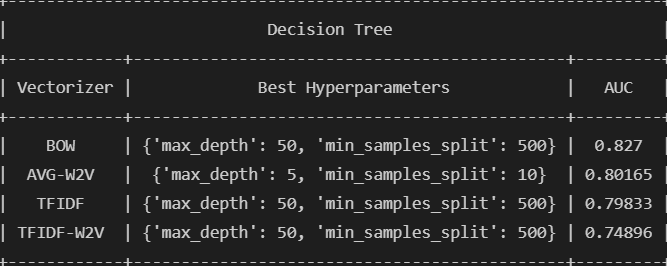 Decision Tree
| Vectorizer | Best Hyperparameters | AUC |
| BOW | {'max_depth': 50, 'min_samples_split': 500} | 0.827 |
| AVG-W2V | {'max_depth': 5, 'min_samples_split': 10} | 0.80165 |
| TFIDF | {'max_depth': 50, 'min_samples_split': 500} | 0.79833 |
| TFIDF-W2V | {'max_depth': 50, 'min_samples_split': 500} | 0.74896 |